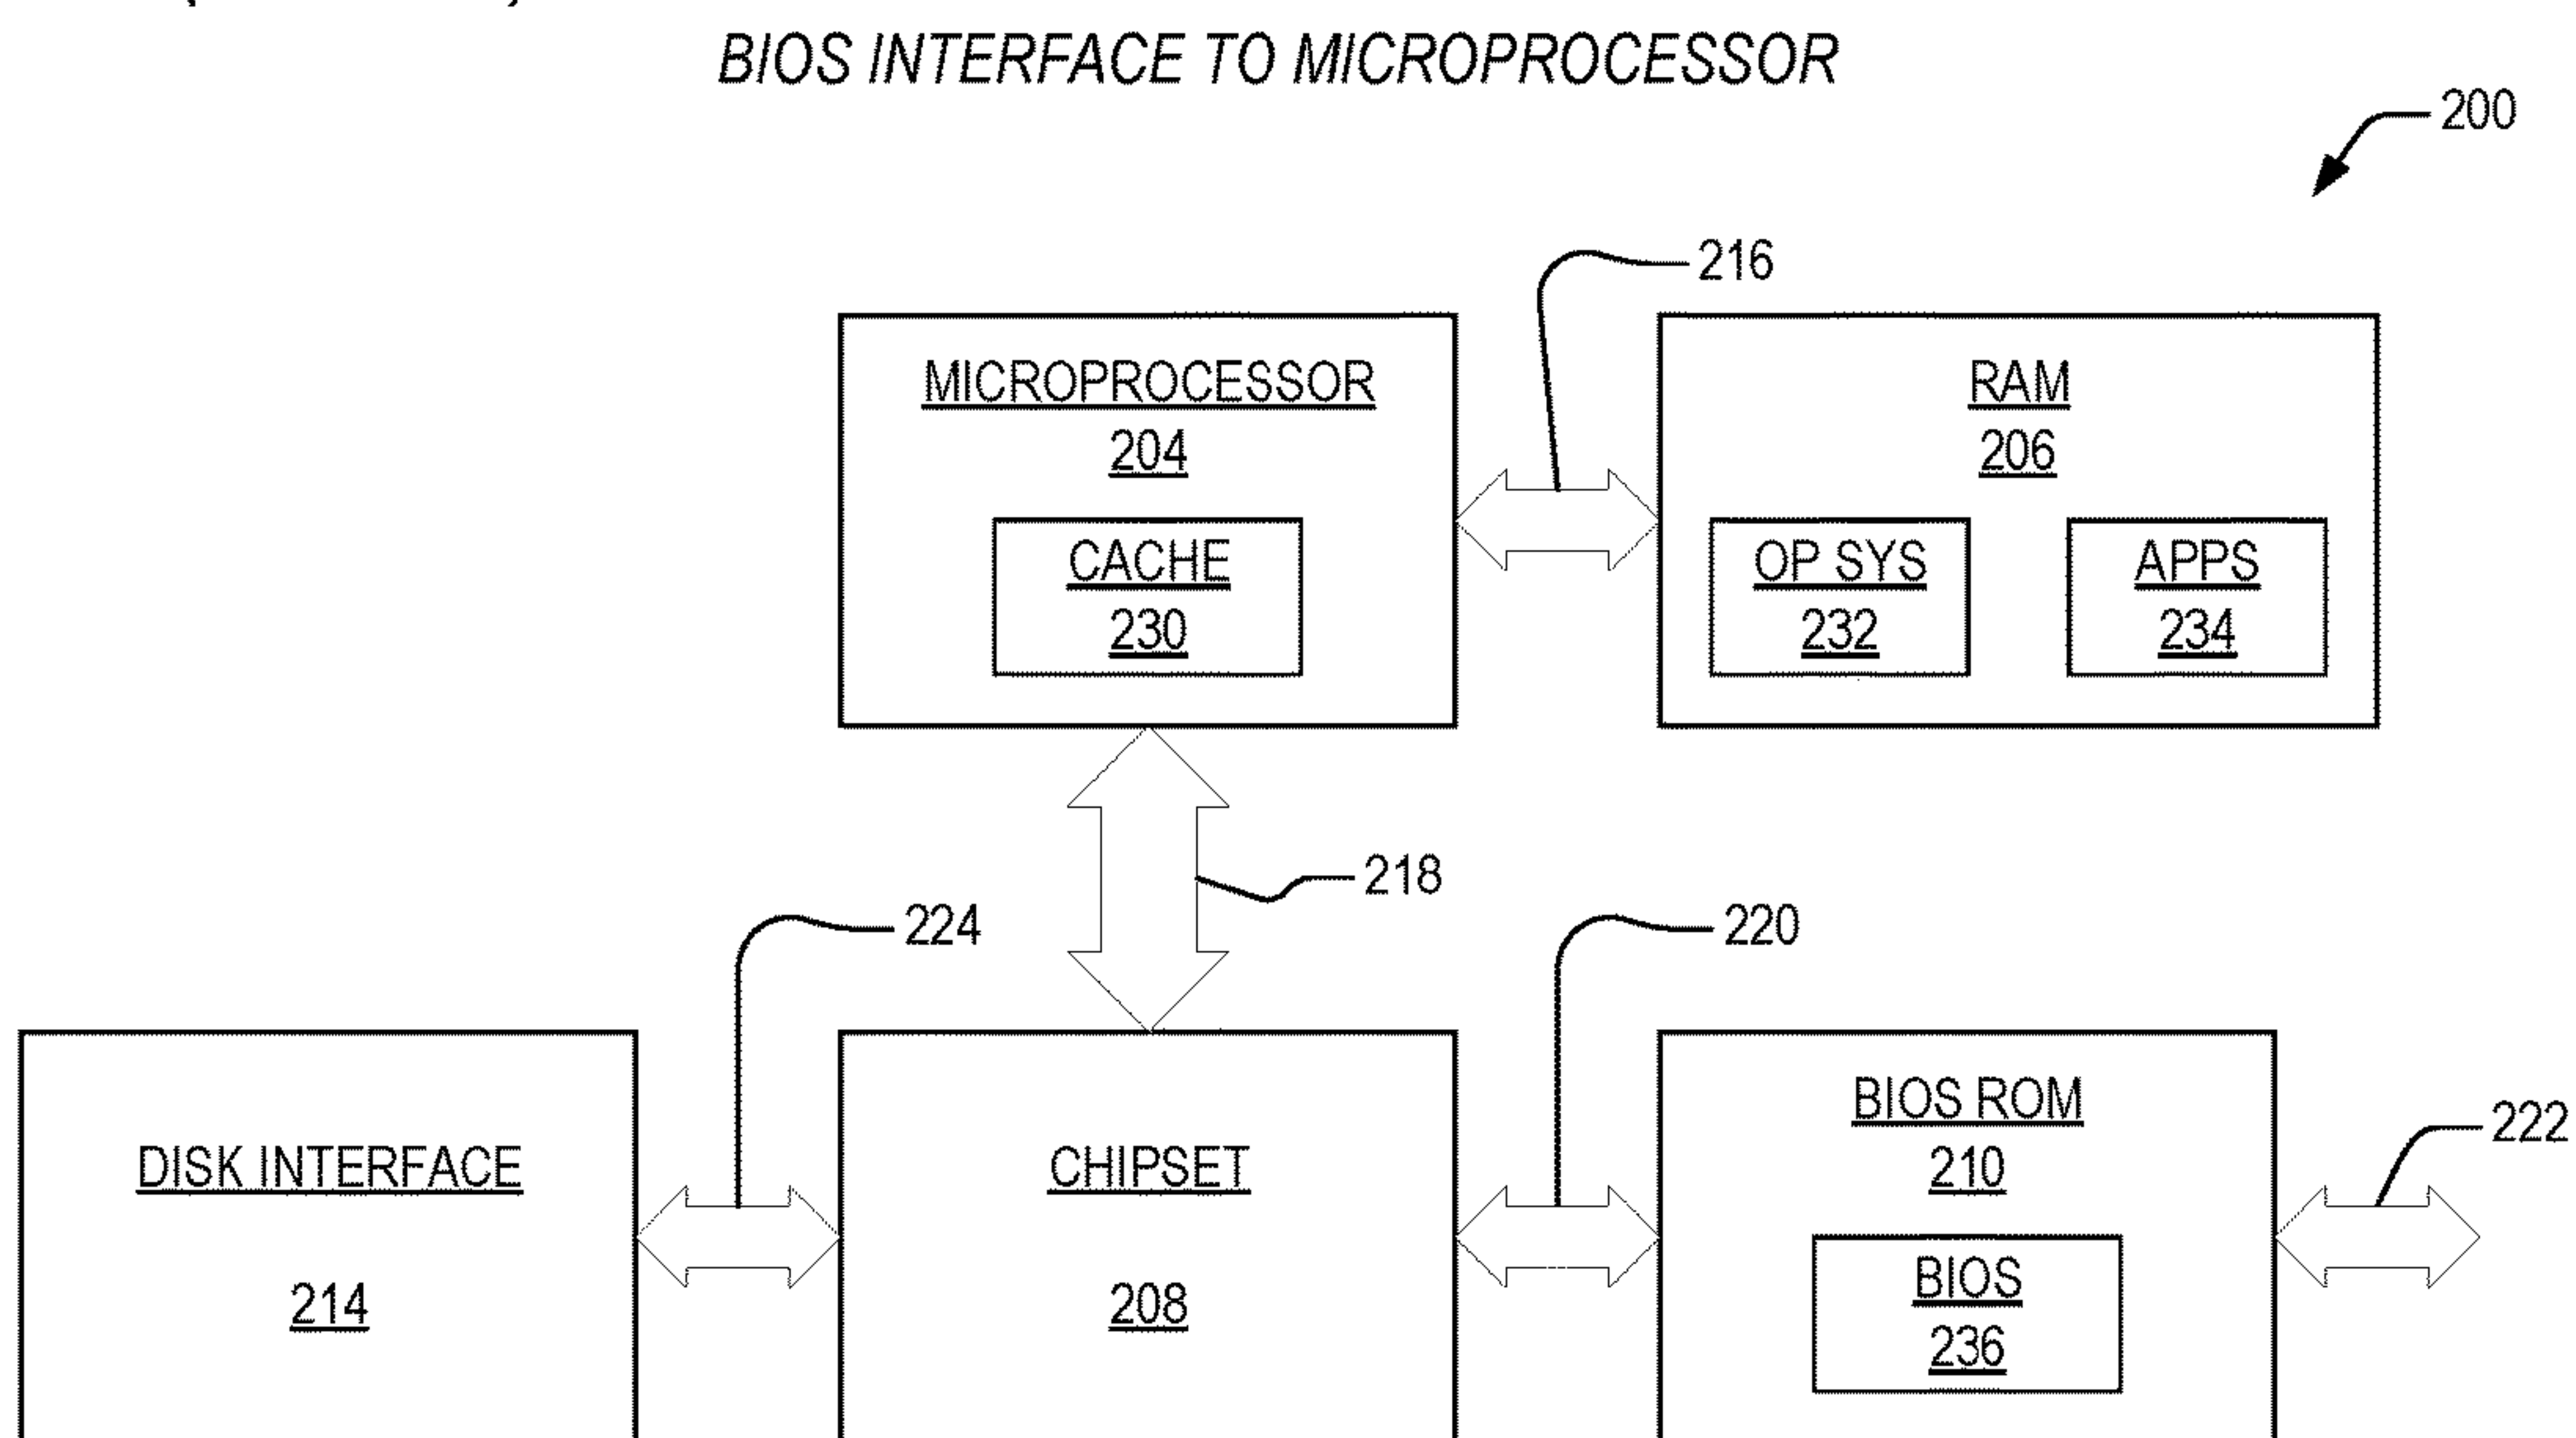 BIOS INTERFACE TO MICROPROCESSOR
200
216
MICROPROCESSOR
204
CACHE
230
RAM
206
OP SYS
232
APPS
234
218
224
220
DISK INTERFACE
214
CHIPSET
208
BIOS ROM
210
BIOS
236
222